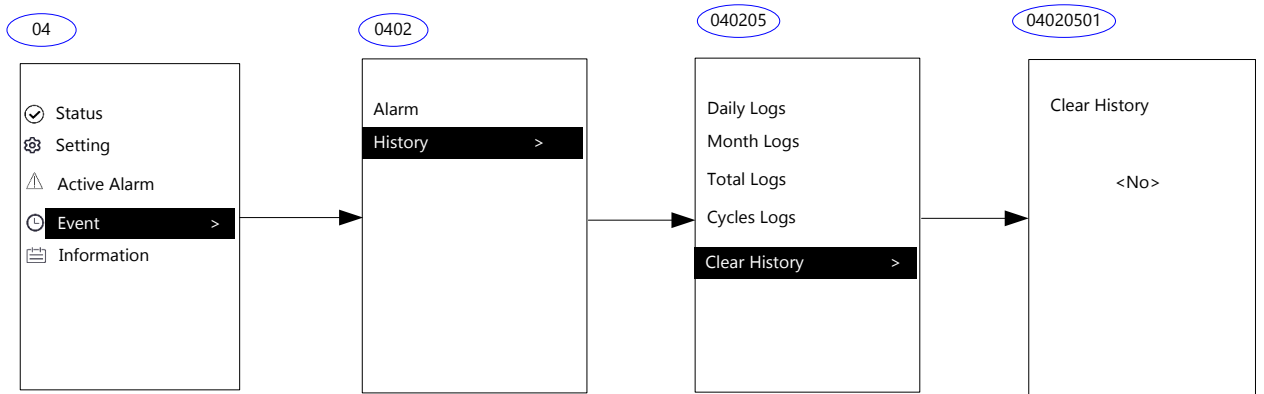 04
Status
Setting
Active Alarm
Event >
Information
0402
Alarm
History >
040205
Daily Logs
Month Logs
Total Logs
Cycles Logs
Clear History >
04020501
Clear History
<No>